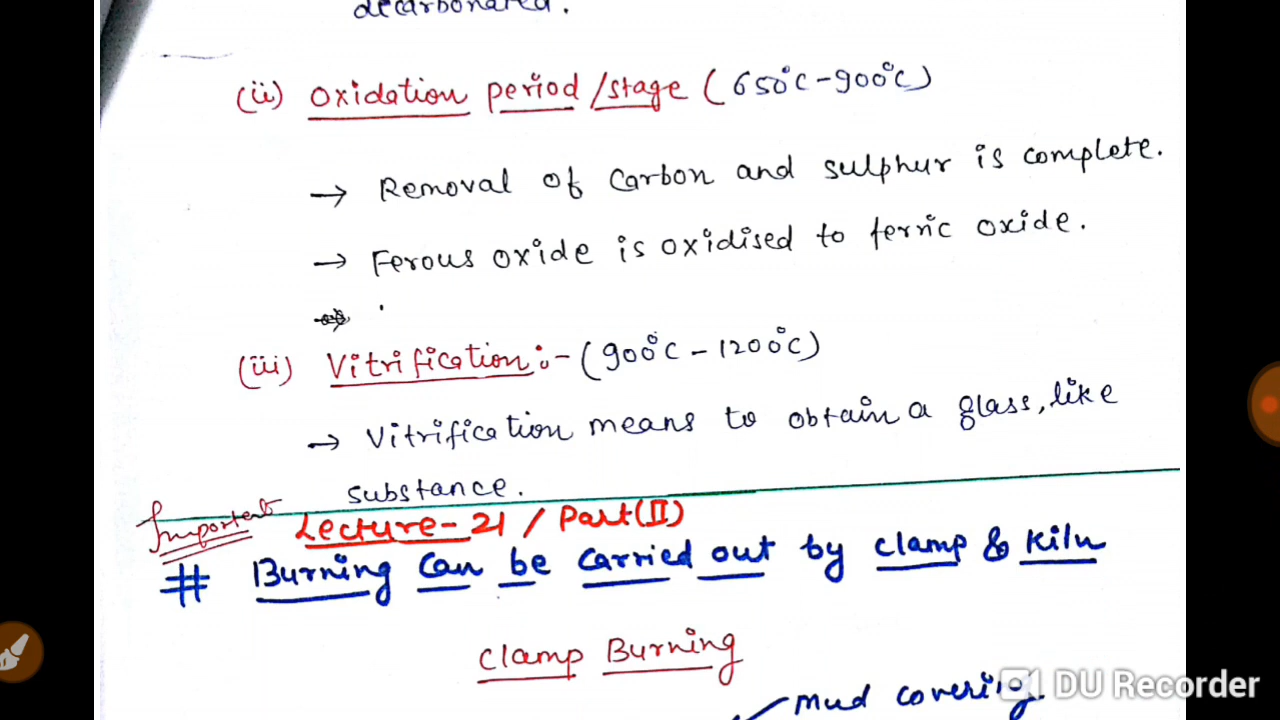 decarbonated.
(ii) Oxidation period/stage (650°C-900°C)
→ Removal of Carbon and sulphur is complete.
→ Ferous oxide is oxidised to ferric oxide.
→
(iii) Vitrification:- (900°C-1200°C)
→ Vitrification means to obtain a glass, like
substance.
Important
Lecture-21/Part(II)
# Burning Can be Carried out by clamp & Kiln
Clamp Burning
Mud covering.
DU Recorder